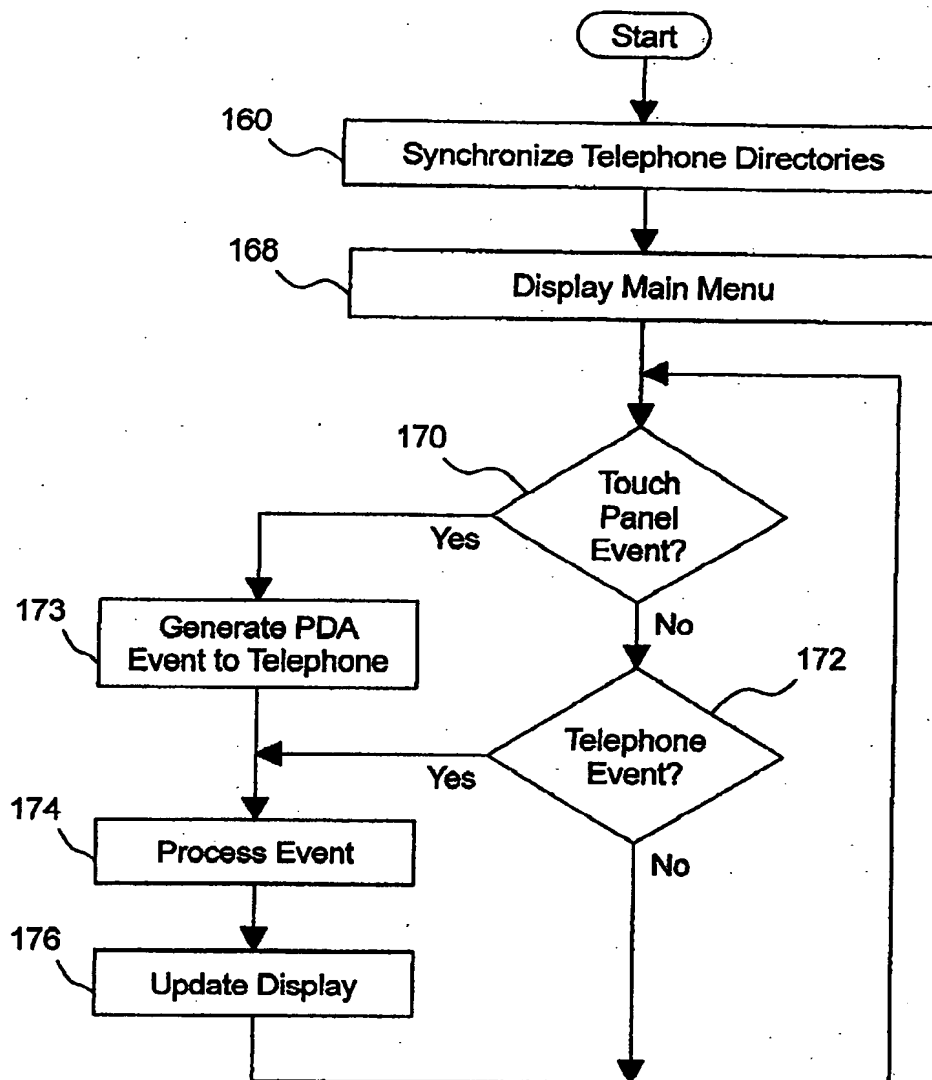 Start
160
Synchronize Telephone Directories
168
Display Main Menu
170
Touch
Panel
Event?
Yes
No
173
Generate PDA
Event to Telephone
172
Telephone
Event?
Yes
No
174
Process Event
176
Update Display